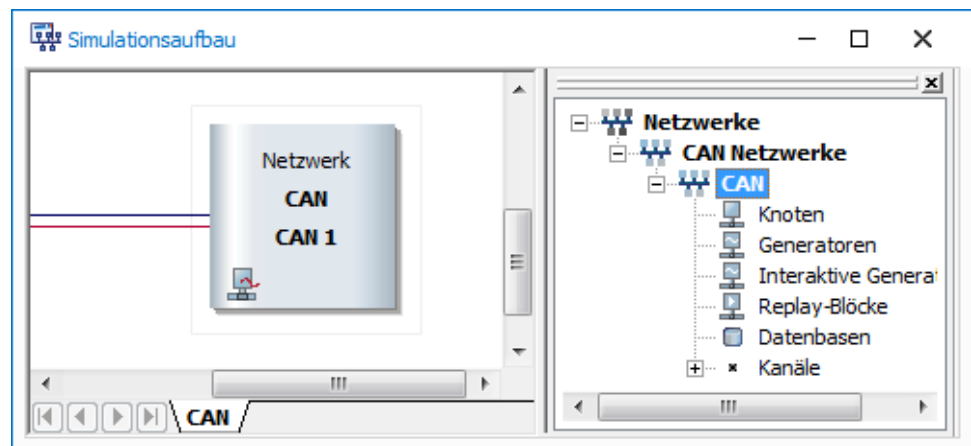 Simulationsaufbau
Netzwerk
CAN
CAN 1
CAN
Netzwerke
CAN Netzwerke
CAN
Knoten
Generatoren
Interaktive Generat
Replay-Blöcke
Datenbasen
Kanäle